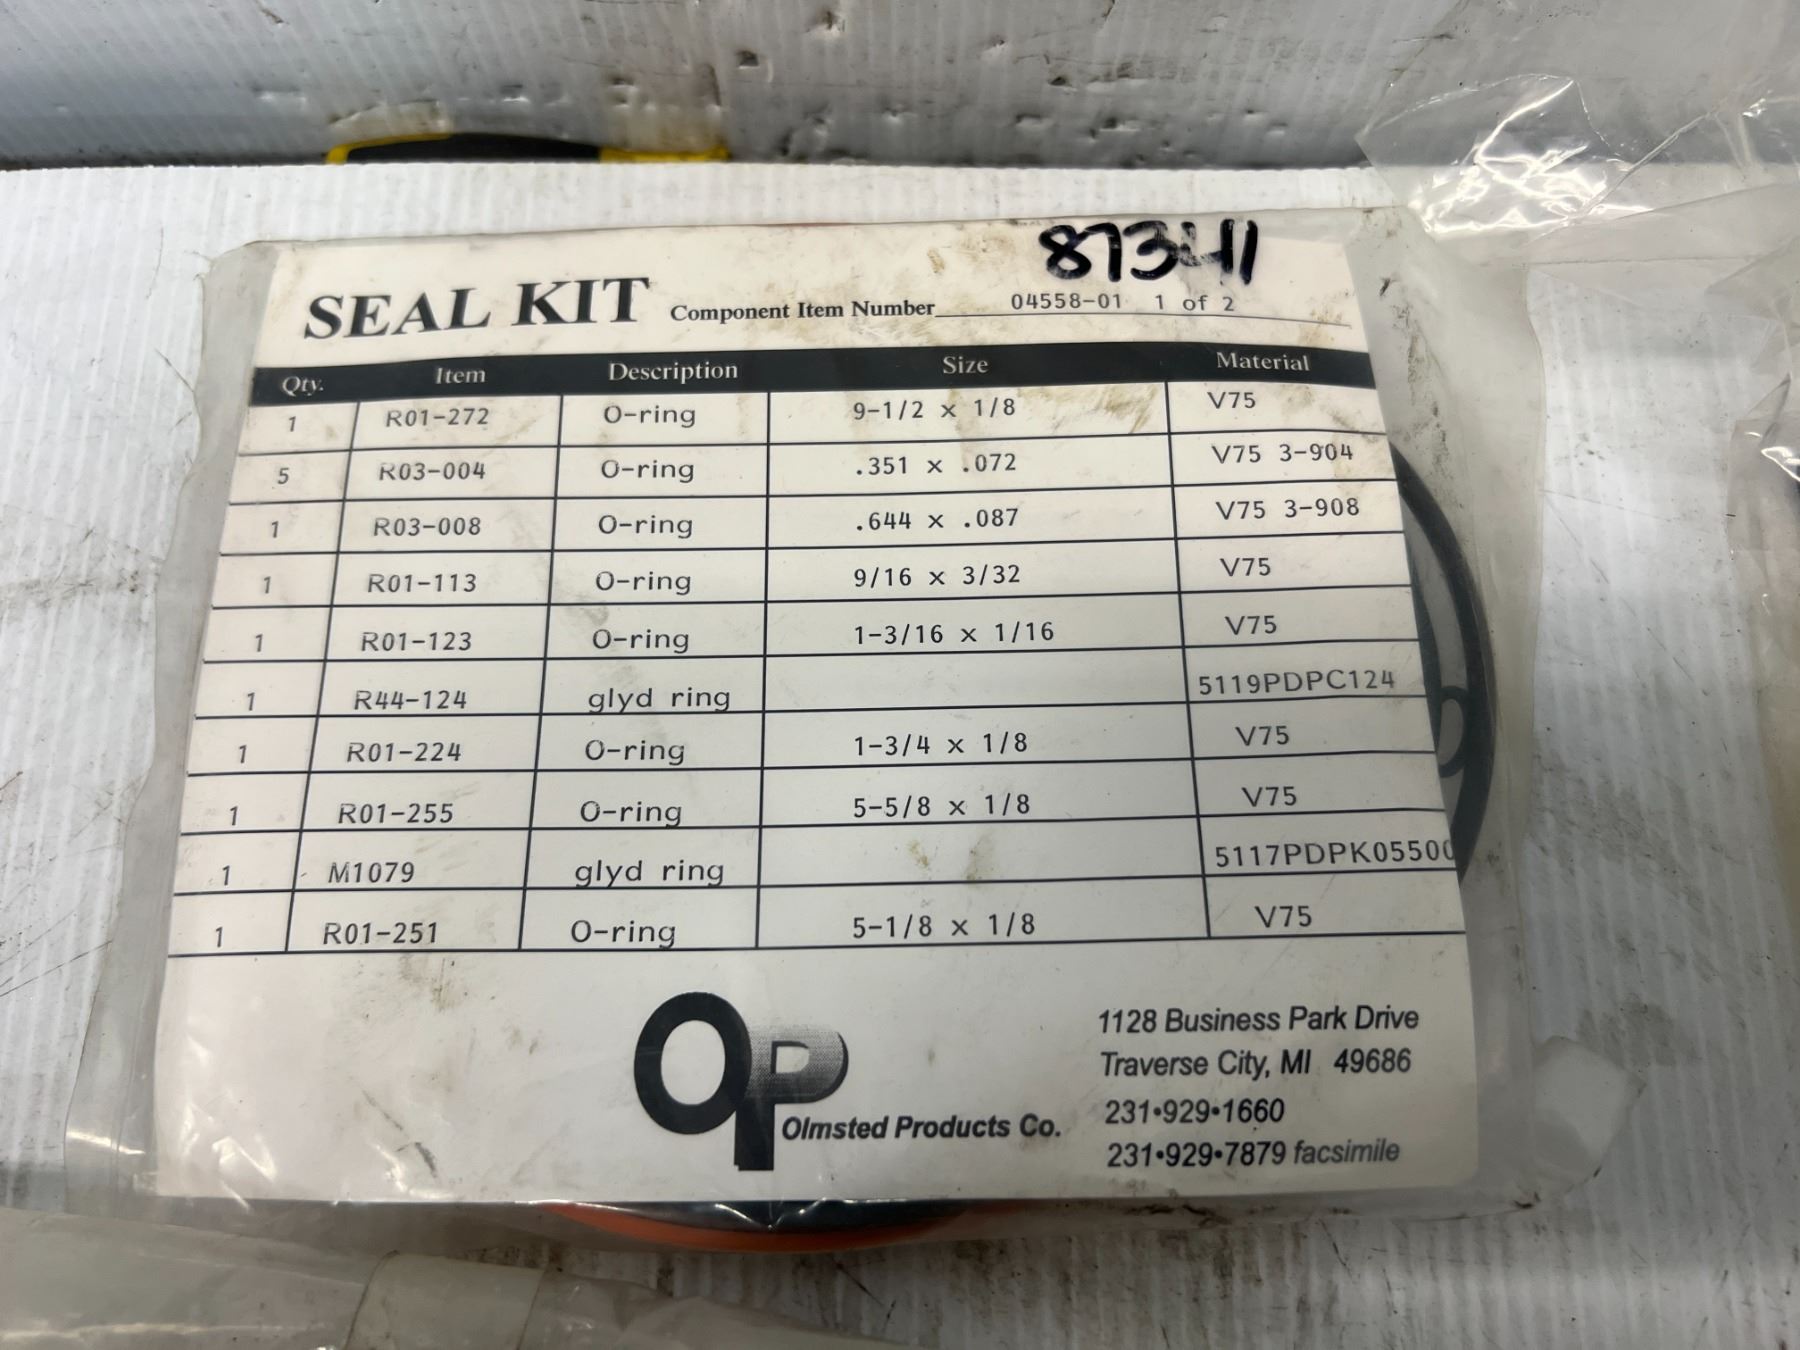 87341
SEAL KIT Component Item Number 04558-01 1 of 2
Qty. Item Description Size Material
1 R01-272 O-ring 9-1/2 x 1/8 V75
5 R03-004 O-ring .351 x .072 V75 3-904
1 R03-008 O-ring .644 x .087 V75 3-908
1 R01-113 O-ring 9/16 x 3/32 V75
1 R01-123 O-ring 1-3/16 x 1/16 V75
1 R44-124 glyd ring 5119PDPC124
1 R01-224 O-ring 1-3/4 x 1/8 V75
1 R01-255 O-ring 5-5/8 x 1/8 V75
1 M1079 glyd ring 5117PDPK05500
1 R01-251 O-ring 5-1/8 x 1/8 V75
OP
Olmsted Products Co.
1128 Business Park Drive
Traverse City, MI 49686
231•929•1660
231•929•7879 facsimile